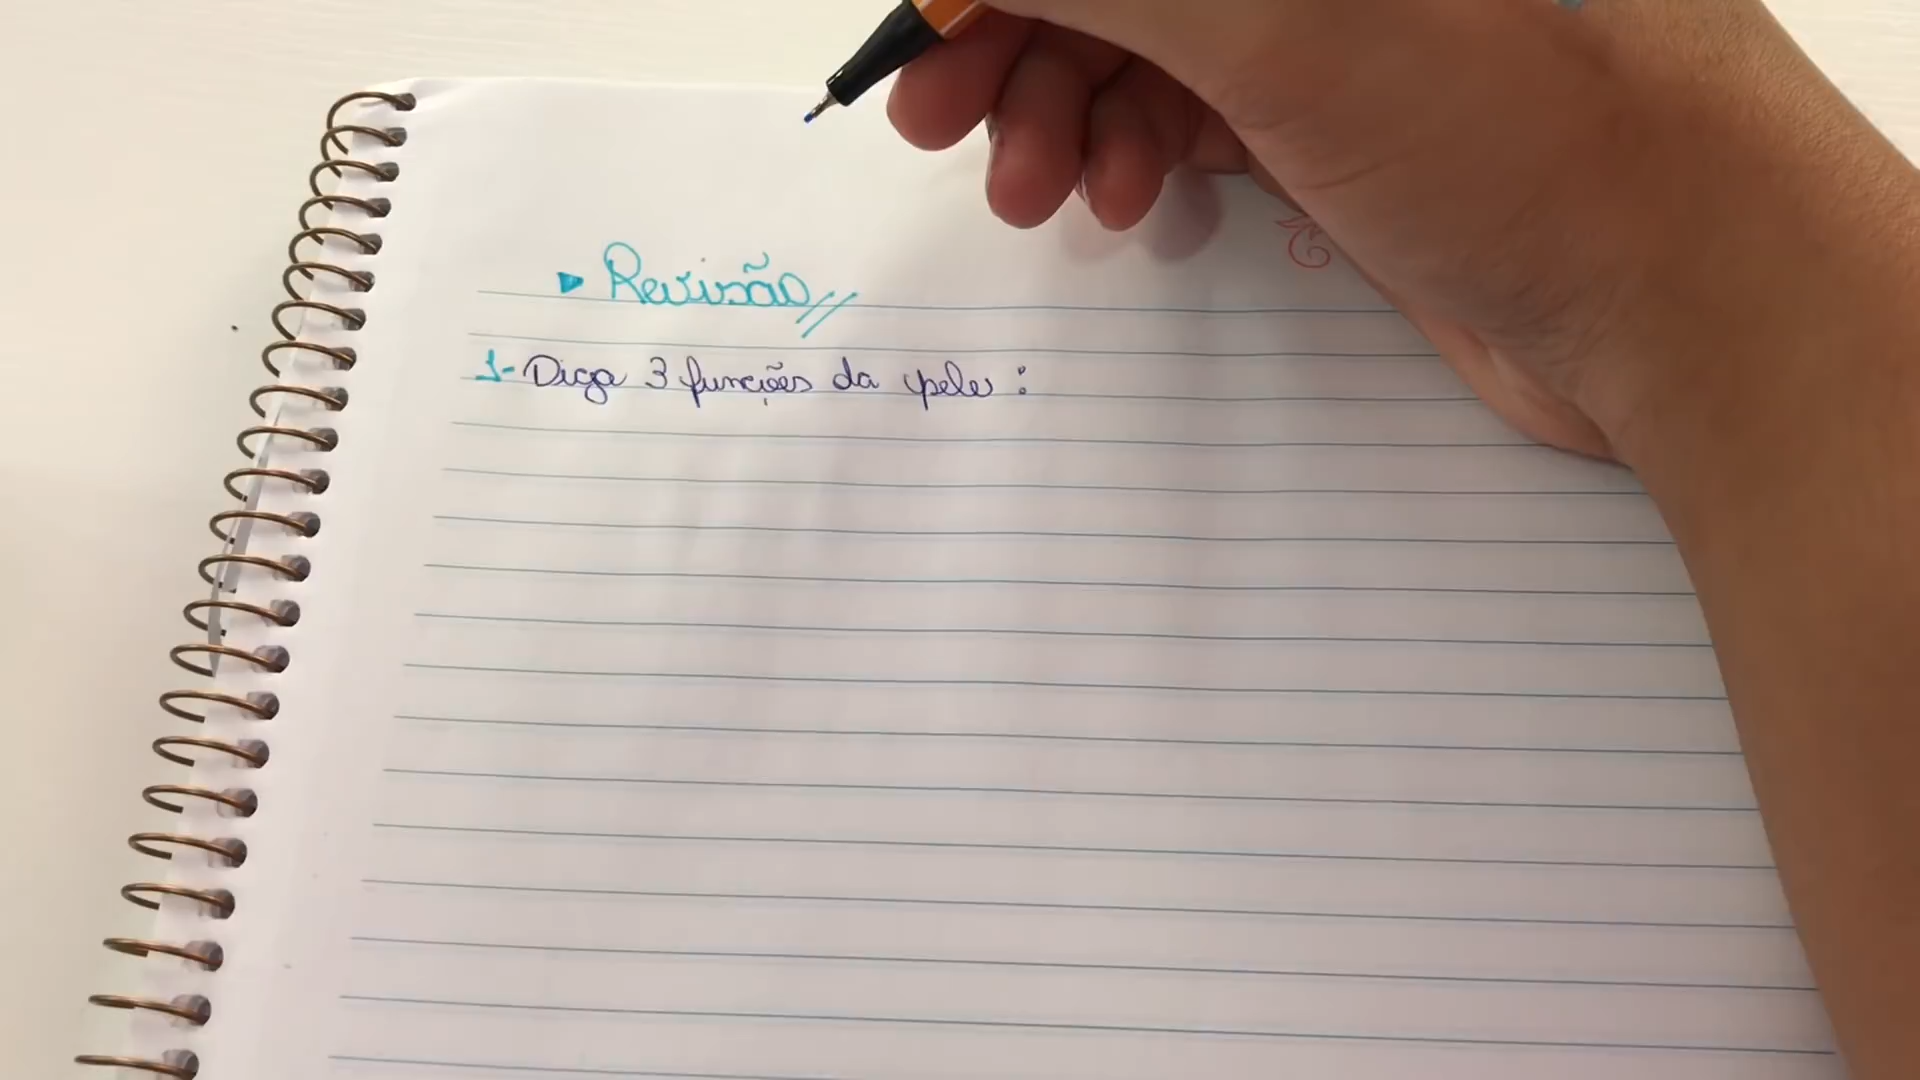 ▸ Revisão//
1- Diga 3 funções da pele: